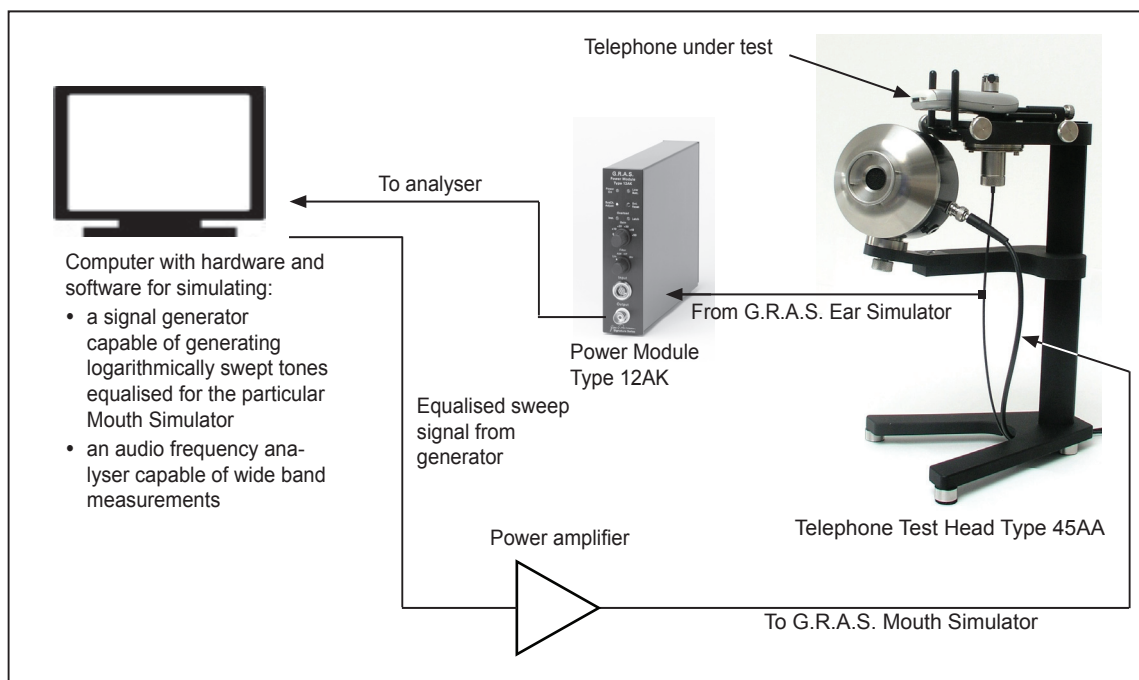 Telephone under test
To analyser
Computer with hardware and
software for simulating:
• a signal generator
capable of generating
logarithmically swept tones
equalised for the particular
Mouth Simulator
• an audio frequency ana-
lyser capable of wide band
measurements
G.R.A.S.
Power Module
Type 12AK
From G.R.A.S. Ear Simulator
Power Module
Type 12AK
Equalised sweep
signal from
generator
Telephone Test Head Type 45AA
Power amplifier
To G.R.A.S. Mouth Simulator